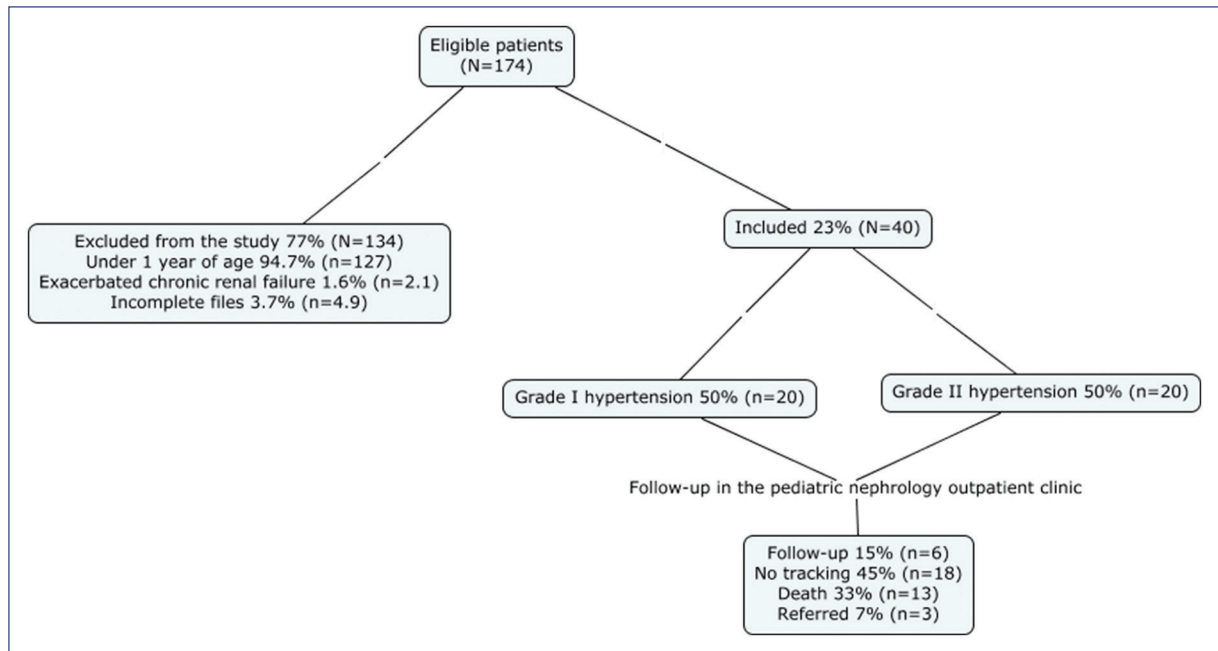 Eligible patients
(N=174)
Excluded from the study 77% (N=134)
Under 1 year of age 94.7% (n=127)
Exacerbated chronic renal failure 1.6% (n=2.1)
Incomplete files 3.7% (n=4.9)
Included 23% (N=40)
Grade I hypertension 50% (n=20)
Grade II hypertension 50% (n=20)
Follow-up in the pediatric nephrology outpatient clinic
Follow-up 15% (n=6)
No tracking 45% (n=18)
Death 33% (n=13)
Referred 7% (n=3)